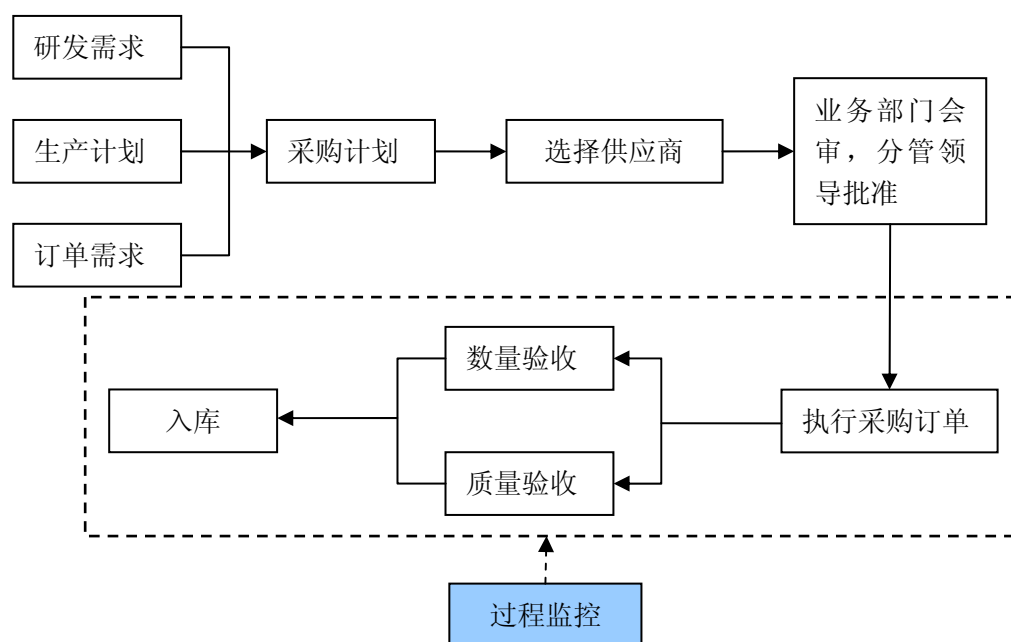 研发需求
生产计划
订单需求
采购计划
选择供应商
业务部门会
审，分管领
导批准
执行采购订单
数量验收
质量验收
入库
过程监控